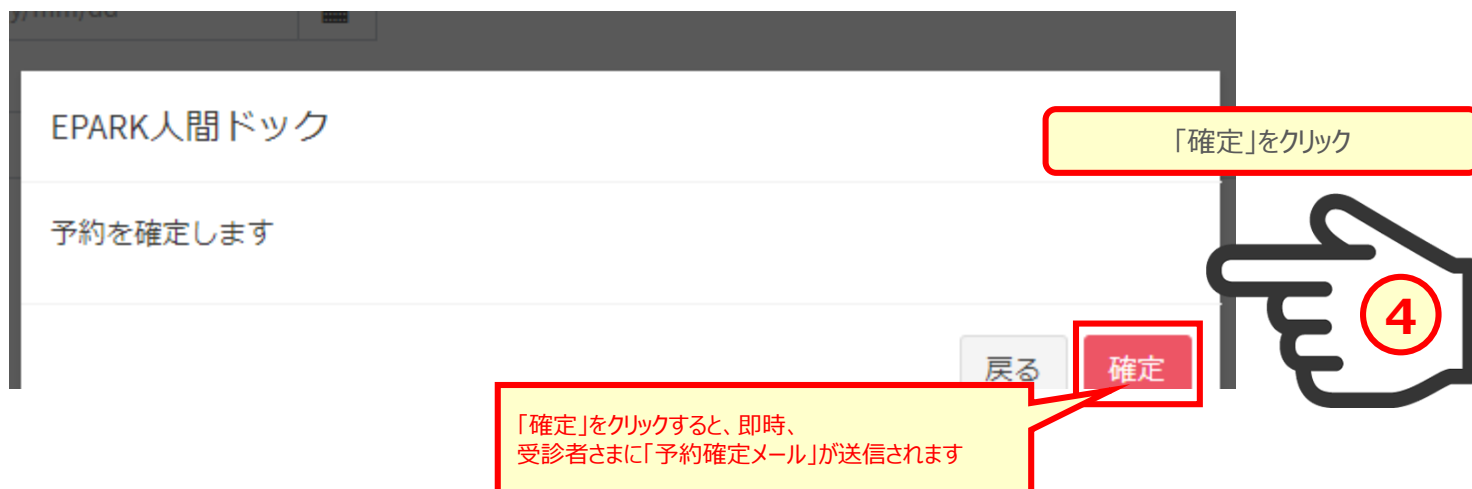 EPARK人間ドック
「確定」をクリック
予約を確定します
4
戻る
確定
「確定」をクリックすると、即時、
受診者さまに「予約確定メール」が送信されます